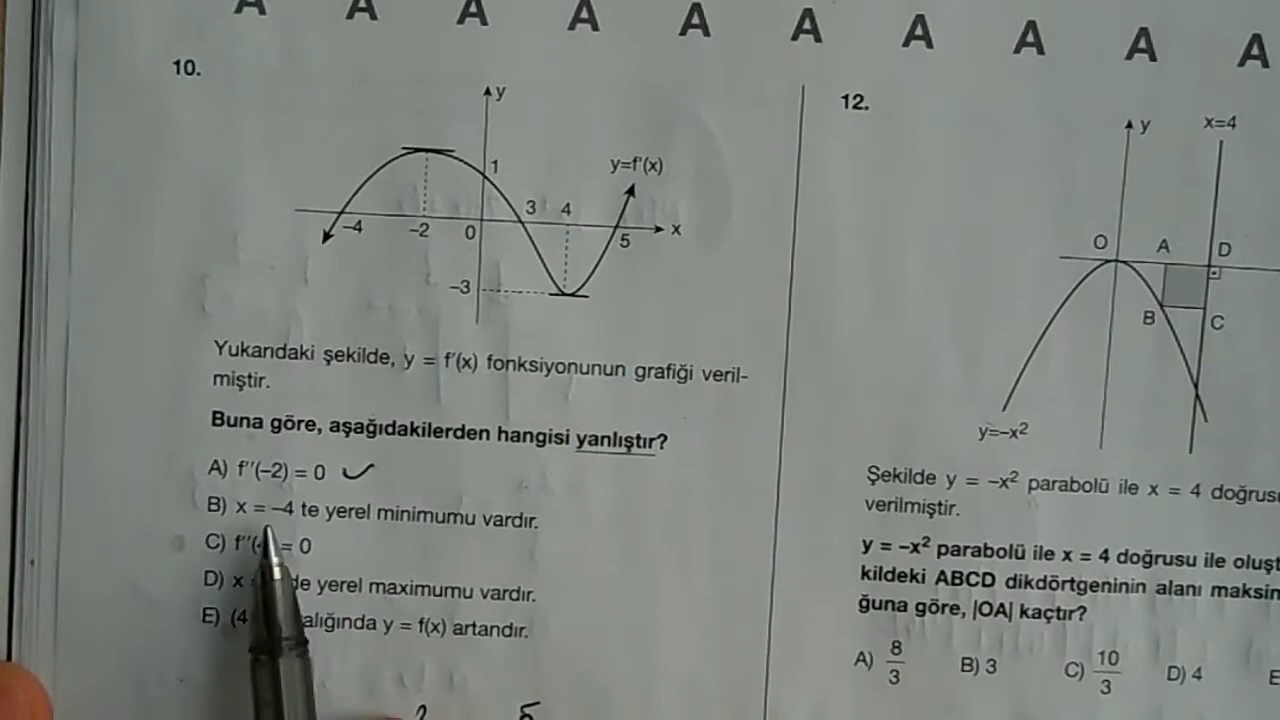 A A A A A A A A A A
10.
y
1
y=f'(x)
3 4
-4 -2 0 5 x
-3
Yukarıdaki şekilde, y = f'(x) fonksiyonunun grafiği veril-
miştir.
Buna göre, aşağıdakilerden hangisi yanlıştır?
A) f''(-2) = 0
B) x = -4 te yerel minimumu vardır.
C) f''( = 0
D) x de yerel maximumu vardır.
E) (4 alığında y = f(x) artandır.
12.
y x=4
O A D
B C
y=-x²
Şekilde y = -x² parabolü ile x = 4
verilmiştir.
y = -x² parabolü ile x = 4 doğrusu ile
kildeki ABCD dikdörtgeninin alanı
ğuna göre, |OA| kaçtır?
A) 8/3 B) 3 C) 10/3 D) 4